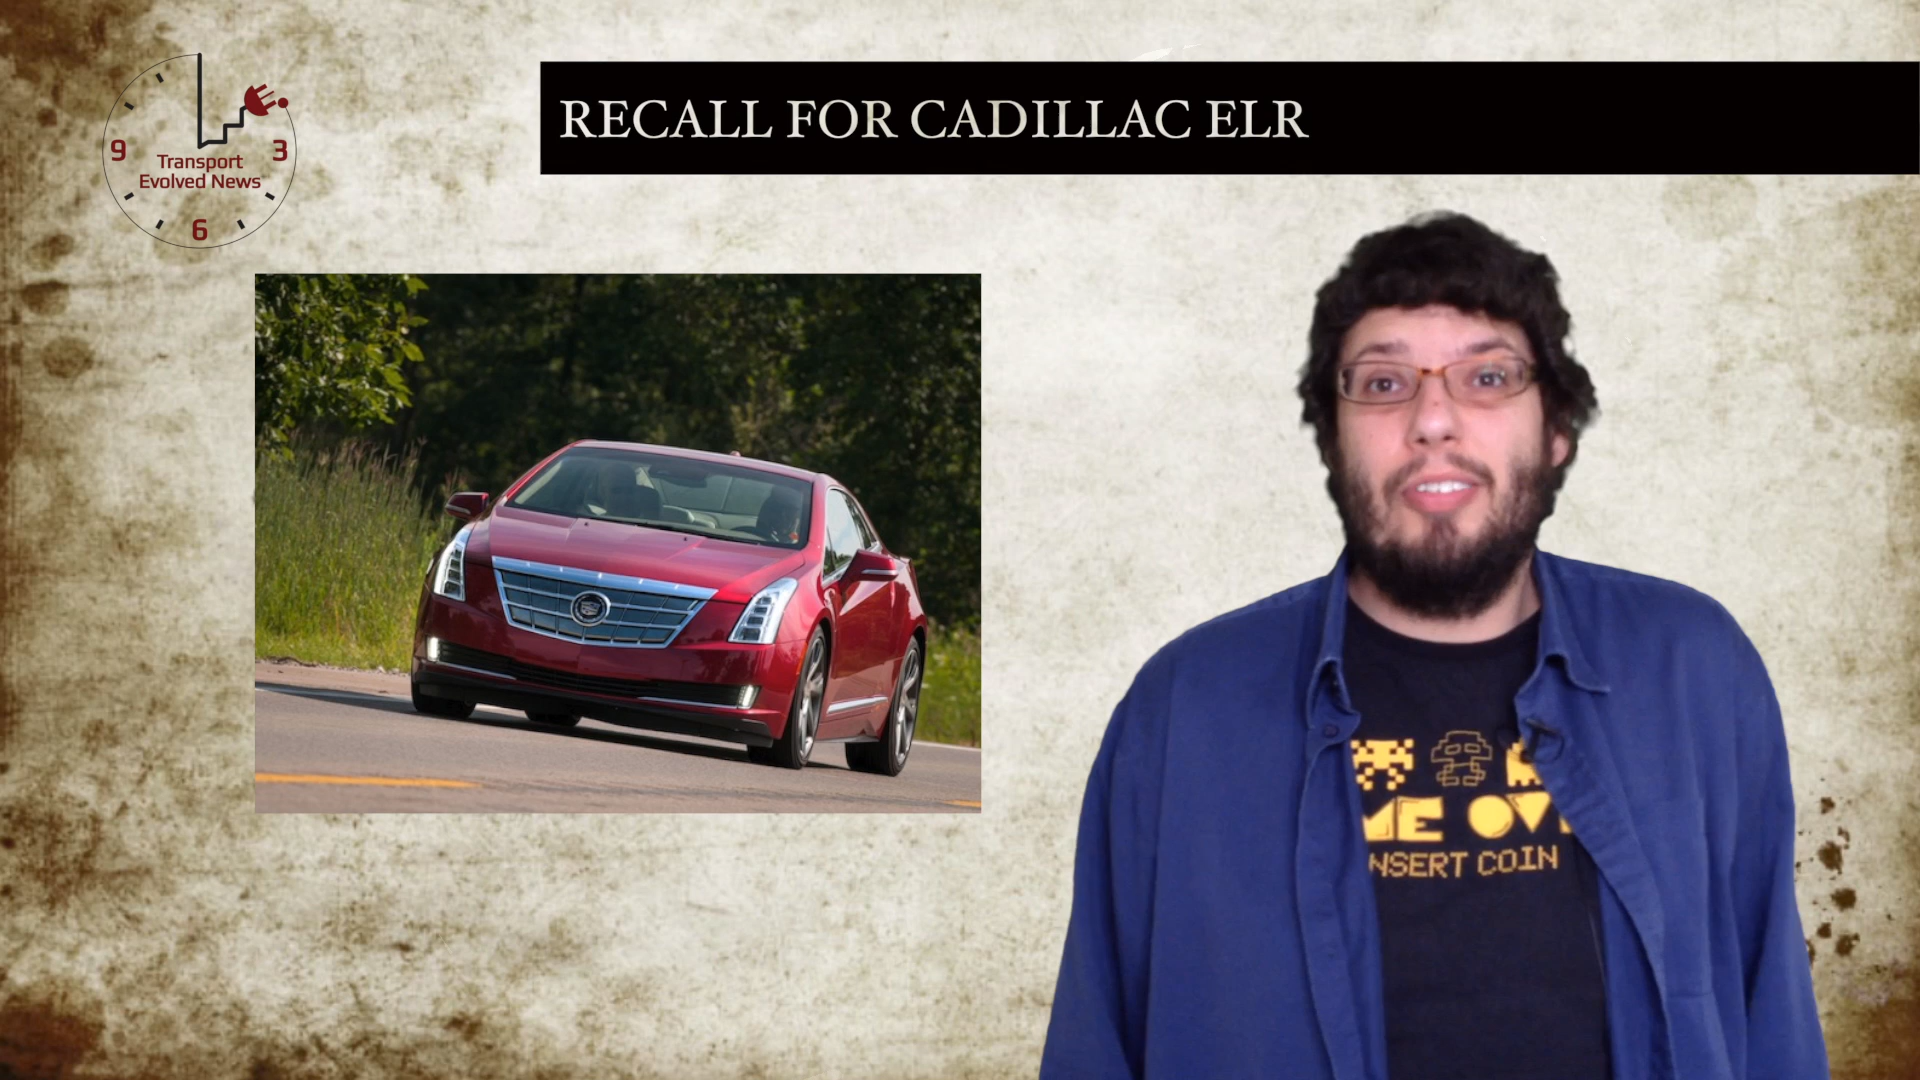 RECALL FOR CADILLAC ELR
9
3
Transport
Evolved News
6
ME OV
NSERT COIN